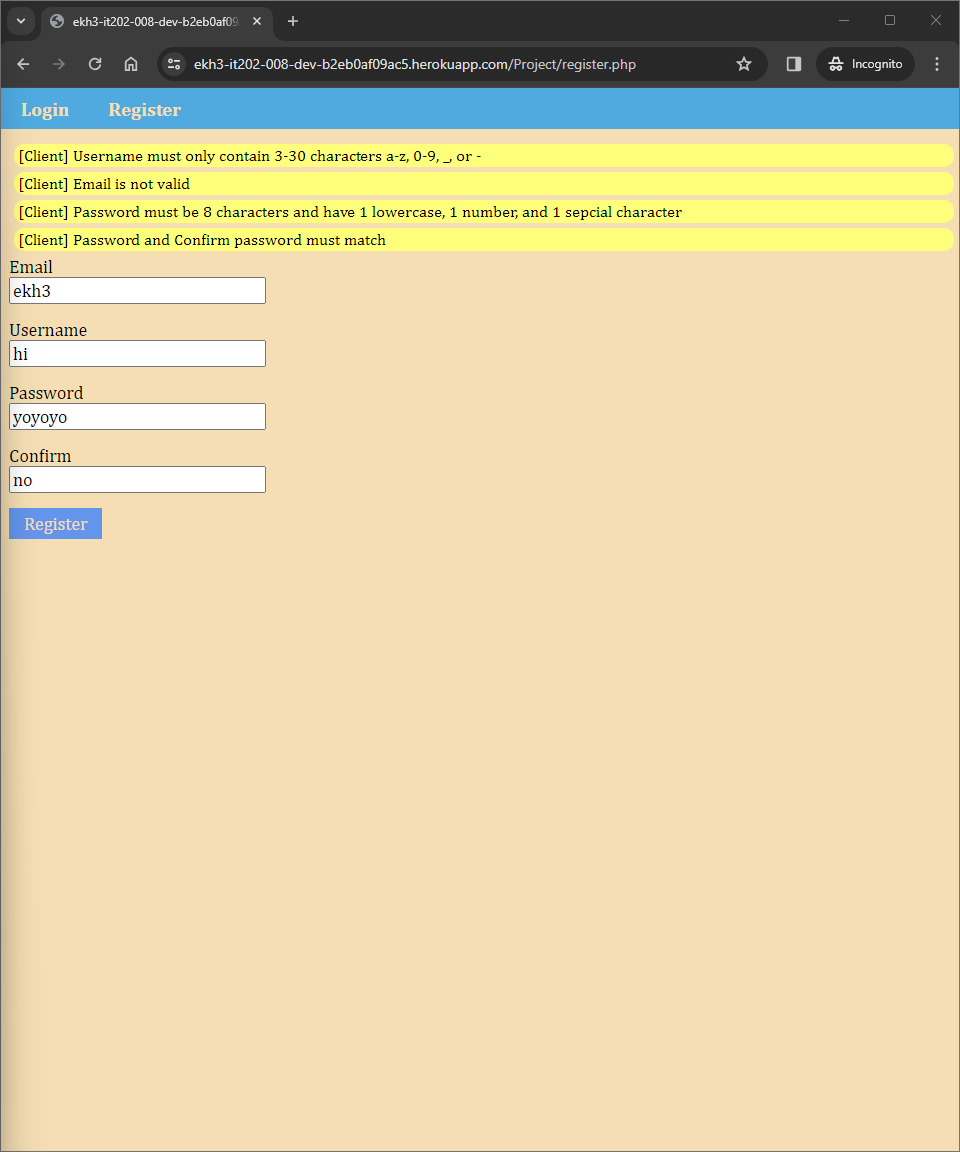 ekh3-it202-008-dev-b2eb0af09
ekh3-it202-008-dev-b2eb0af09ac5.herokuapp.com/Project/register.php
Incognito
Login Register
[Client] Username must only contain 3-30 characters a-z, 0-9, _, or -
[Client] Email is not valid
[Client] Password must be 8 characters and have 1 lowercase, 1 number, and 1 sepcial character
[Client] Password and Confirm password must match
Email
ekh3
Username
hi
Password
yoyoyo
Confirm
no
Register